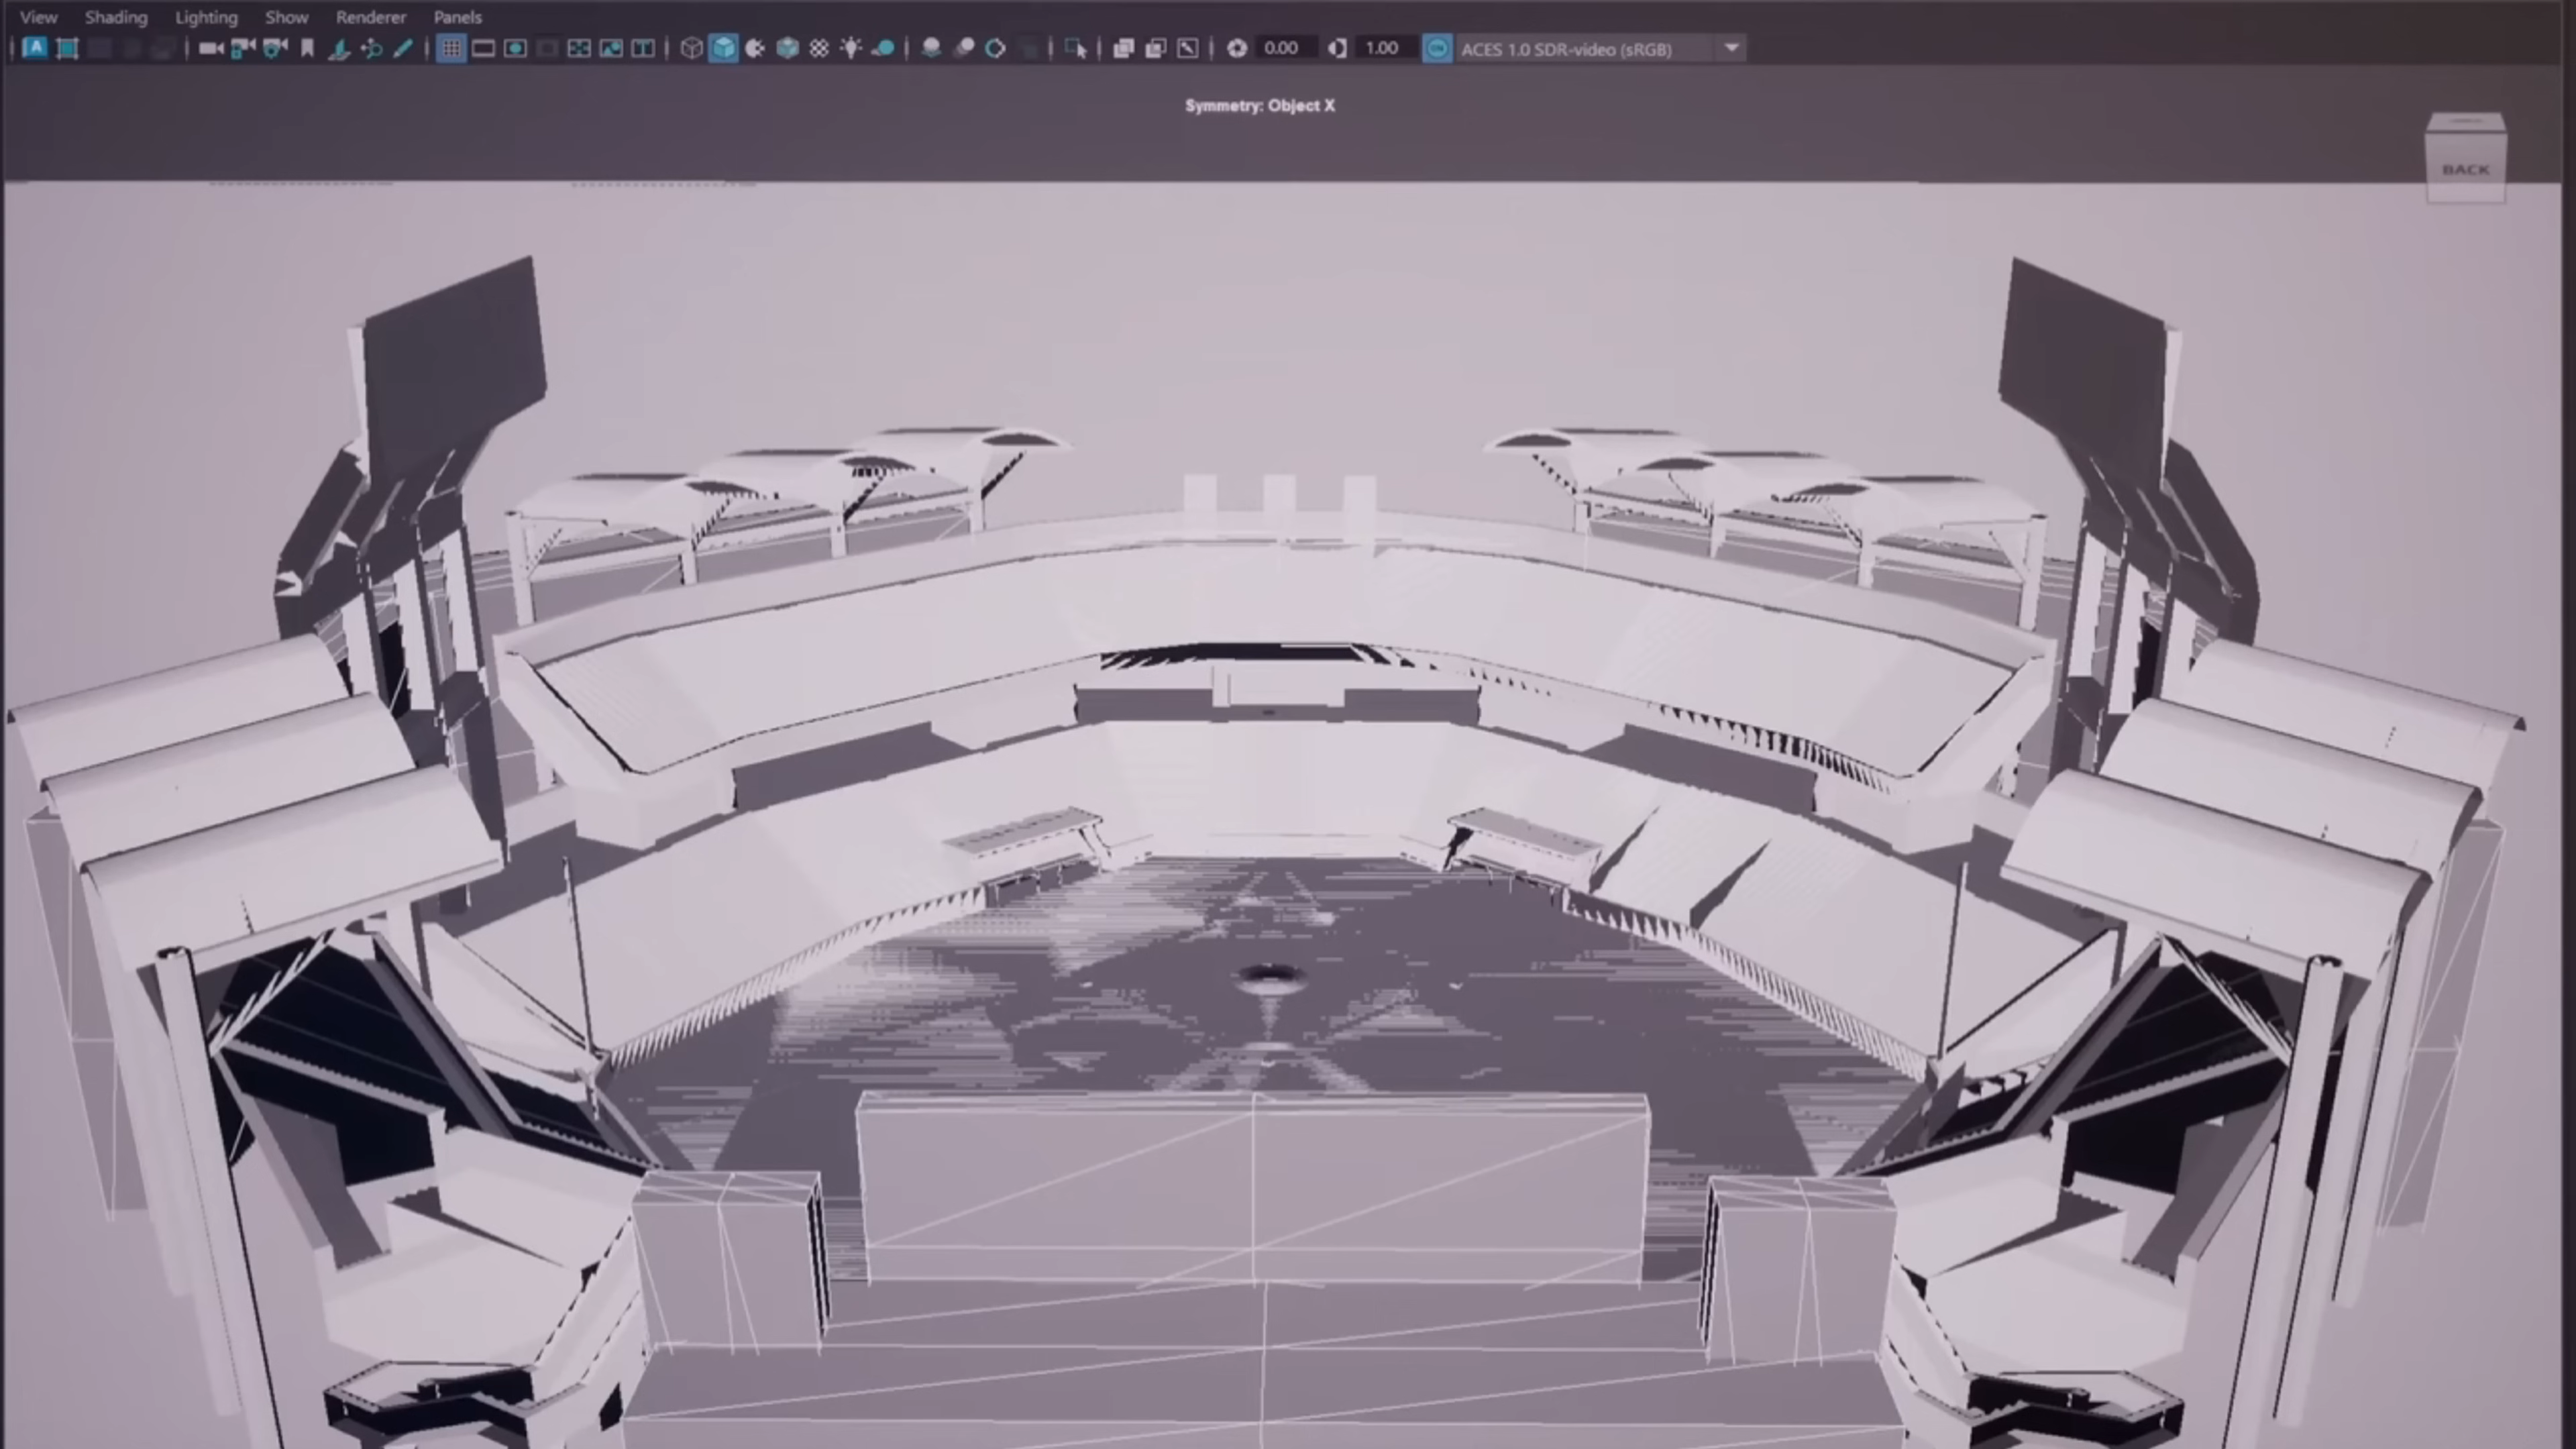 View Shading Lighting Show Renderer Panels
0.00 1.00 ON ACES 1.0 SDR-video (sRGB)
Symmetry: Object X
BACK